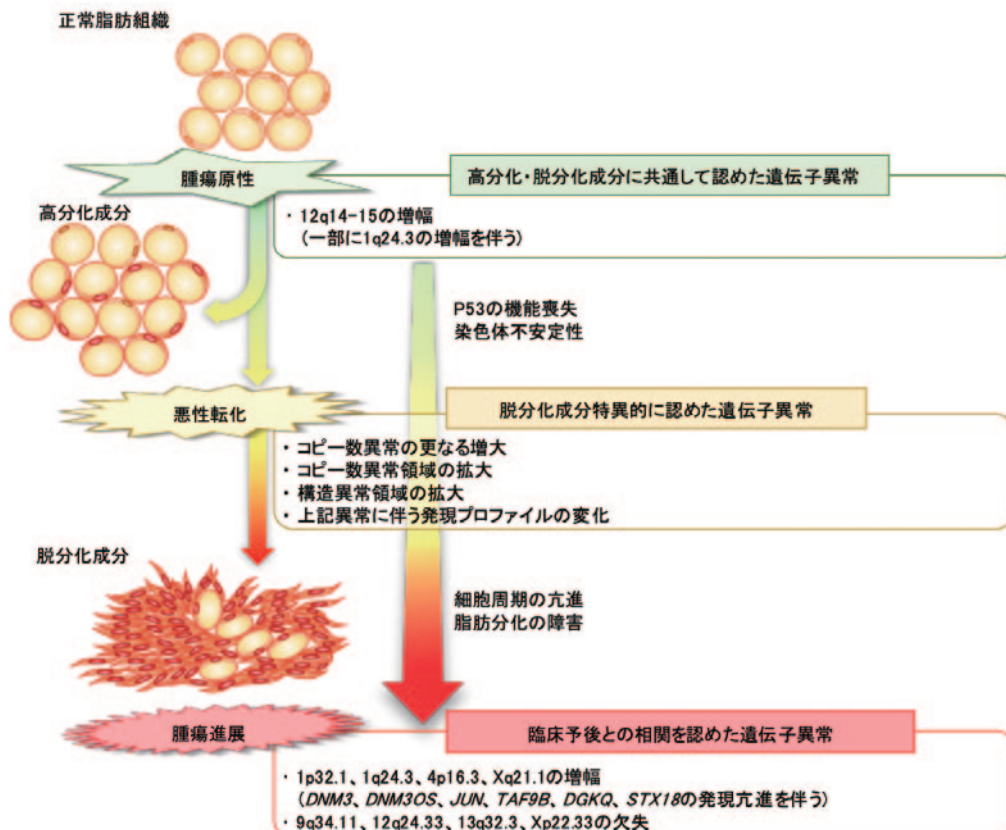 正常脂肪組織
腫瘍原性
高分化・脱分化成分に共通して認めた遺伝子異常
高分化成分
・12q14-15の増幅
（一部に1q24.3の増幅を伴う）
P53の機能喪失
染色体不安定性
悪性転化
脱分化成分特異的に認めた遺伝子異常
・コピー数異常の更なる増大
・コピー数異常領域の拡大
・構造異常領域の拡大
・上記異常に伴う発現プロファイルの変化
脱分化成分
細胞周期の亢進
脂肪分化の障害
腫瘍進展
臨床予後との相関を認めた遺伝子異常
・1p32.1、1q24.3、4p16.3、Xq21.1の増幅
（DNM3、DNM3OS、JUN、TAF9B、DGKQ、STX18の発現亢進を伴う）
・9q34.11、12q24.33、13q32.3、Xp22.33の欠失